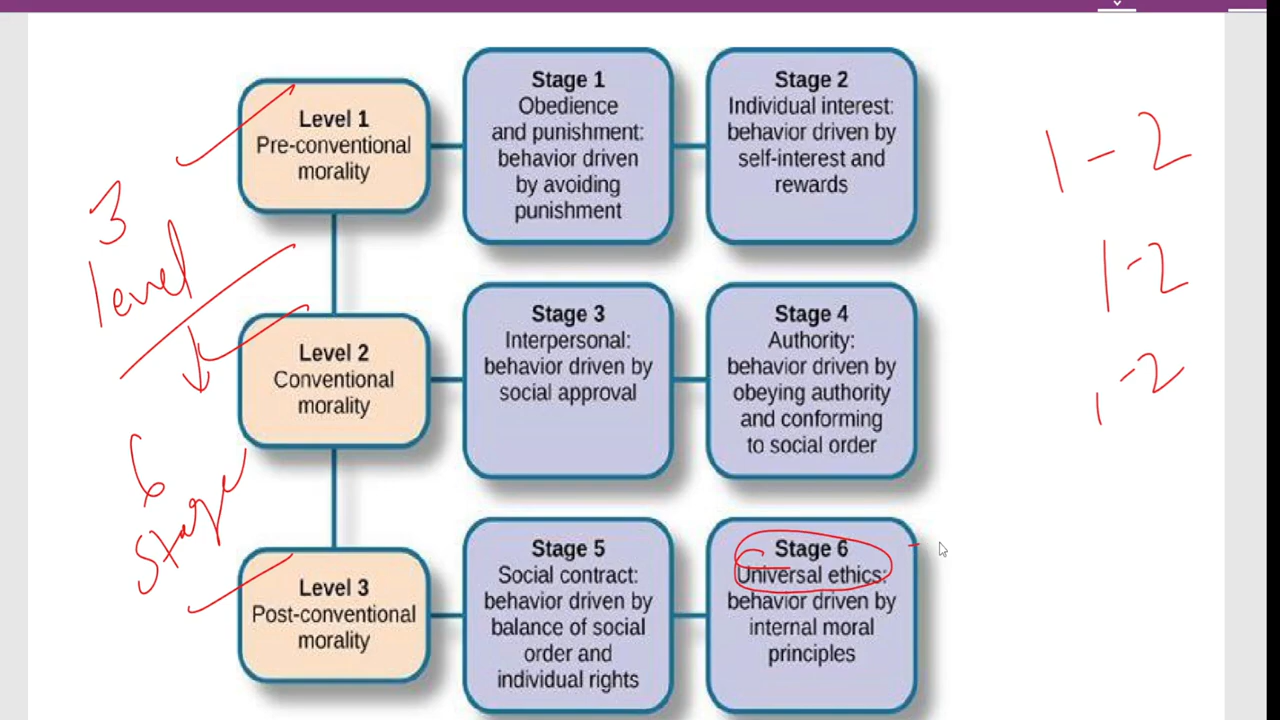 Level 1
Pre-conventional
morality
Stage 1
Obedience
and punishment:
behavior driven
by avoiding
punishment
Stage 2
Individual interest:
behavior driven by
self-interest and
rewards
1-2
3
level
Level 2
Conventional
morality
Stage 3
Interpersonal:
behavior driven by
social approval
Stage 4
Authority:
behavior driven by
obeying authority
and conforming
to social order
1-2
1-2
6
Stage
Level 3
Post-conventional
morality
Stage 5
Social contract:
behavior driven by
balance of social
order and
individual rights
Stage 6
Universal ethics:
behavior driven by
internal moral
principles